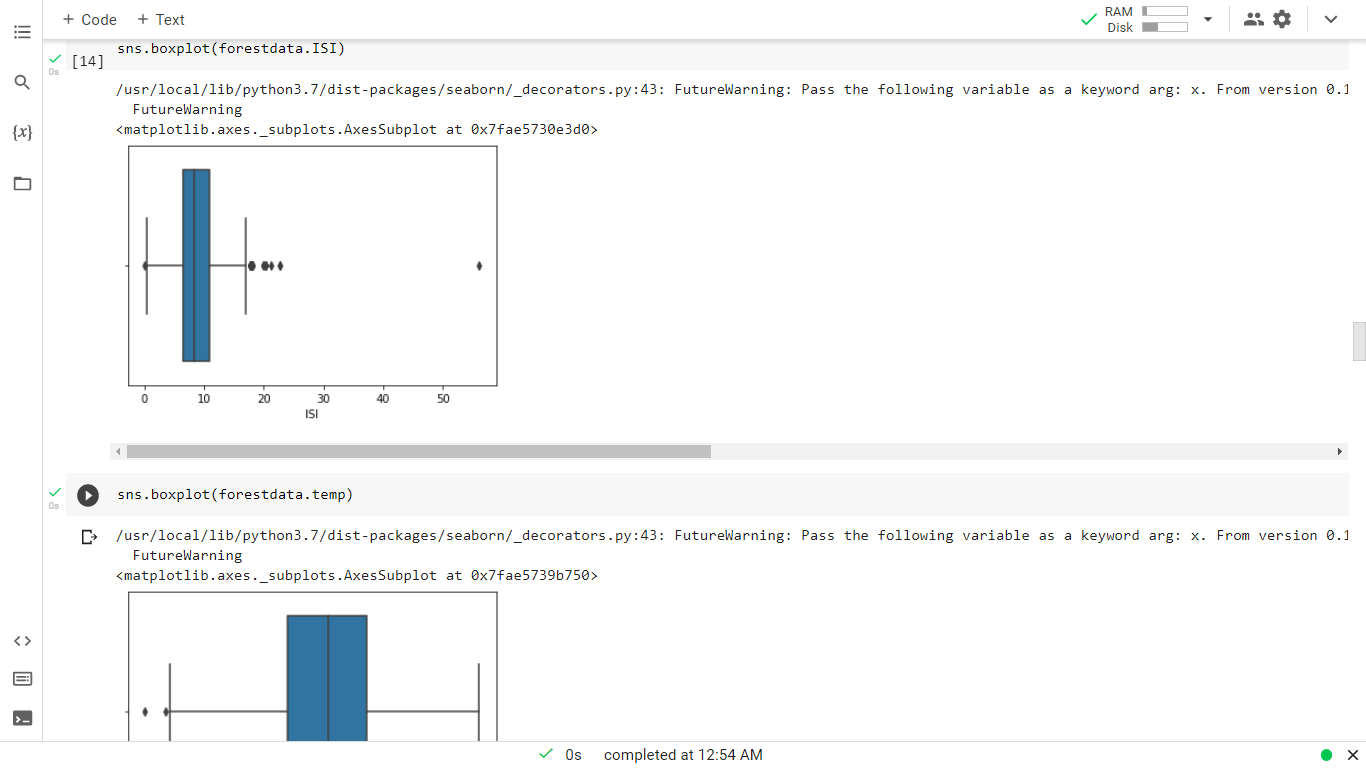 + Code + Text
RAM
Disk
{x}
sns.boxplot(forestdata.ISI)
0s
[14]
/usr/local/lib/python3.7/dist-packages/seaborn/_decorators.py:43: FutureWarning: Pass the following variable as a keyword arg: x. From version 0.1
FutureWarning
<matplotlib.axes._subplots.AxesSubplot at 0x7fae5730e3d0>
0 10 20 30 40 50
ISI
0s
sns.boxplot(forestdata.temp)
/usr/local/lib/python3.7/dist-packages/seaborn/_decorators.py:43: FutureWarning: Pass the following variable as a keyword arg: x. From version 0.1
FutureWarning
<matplotlib.axes._subplots.AxesSubplot at 0x7fae5739b750>
0s completed at 12:54 AM